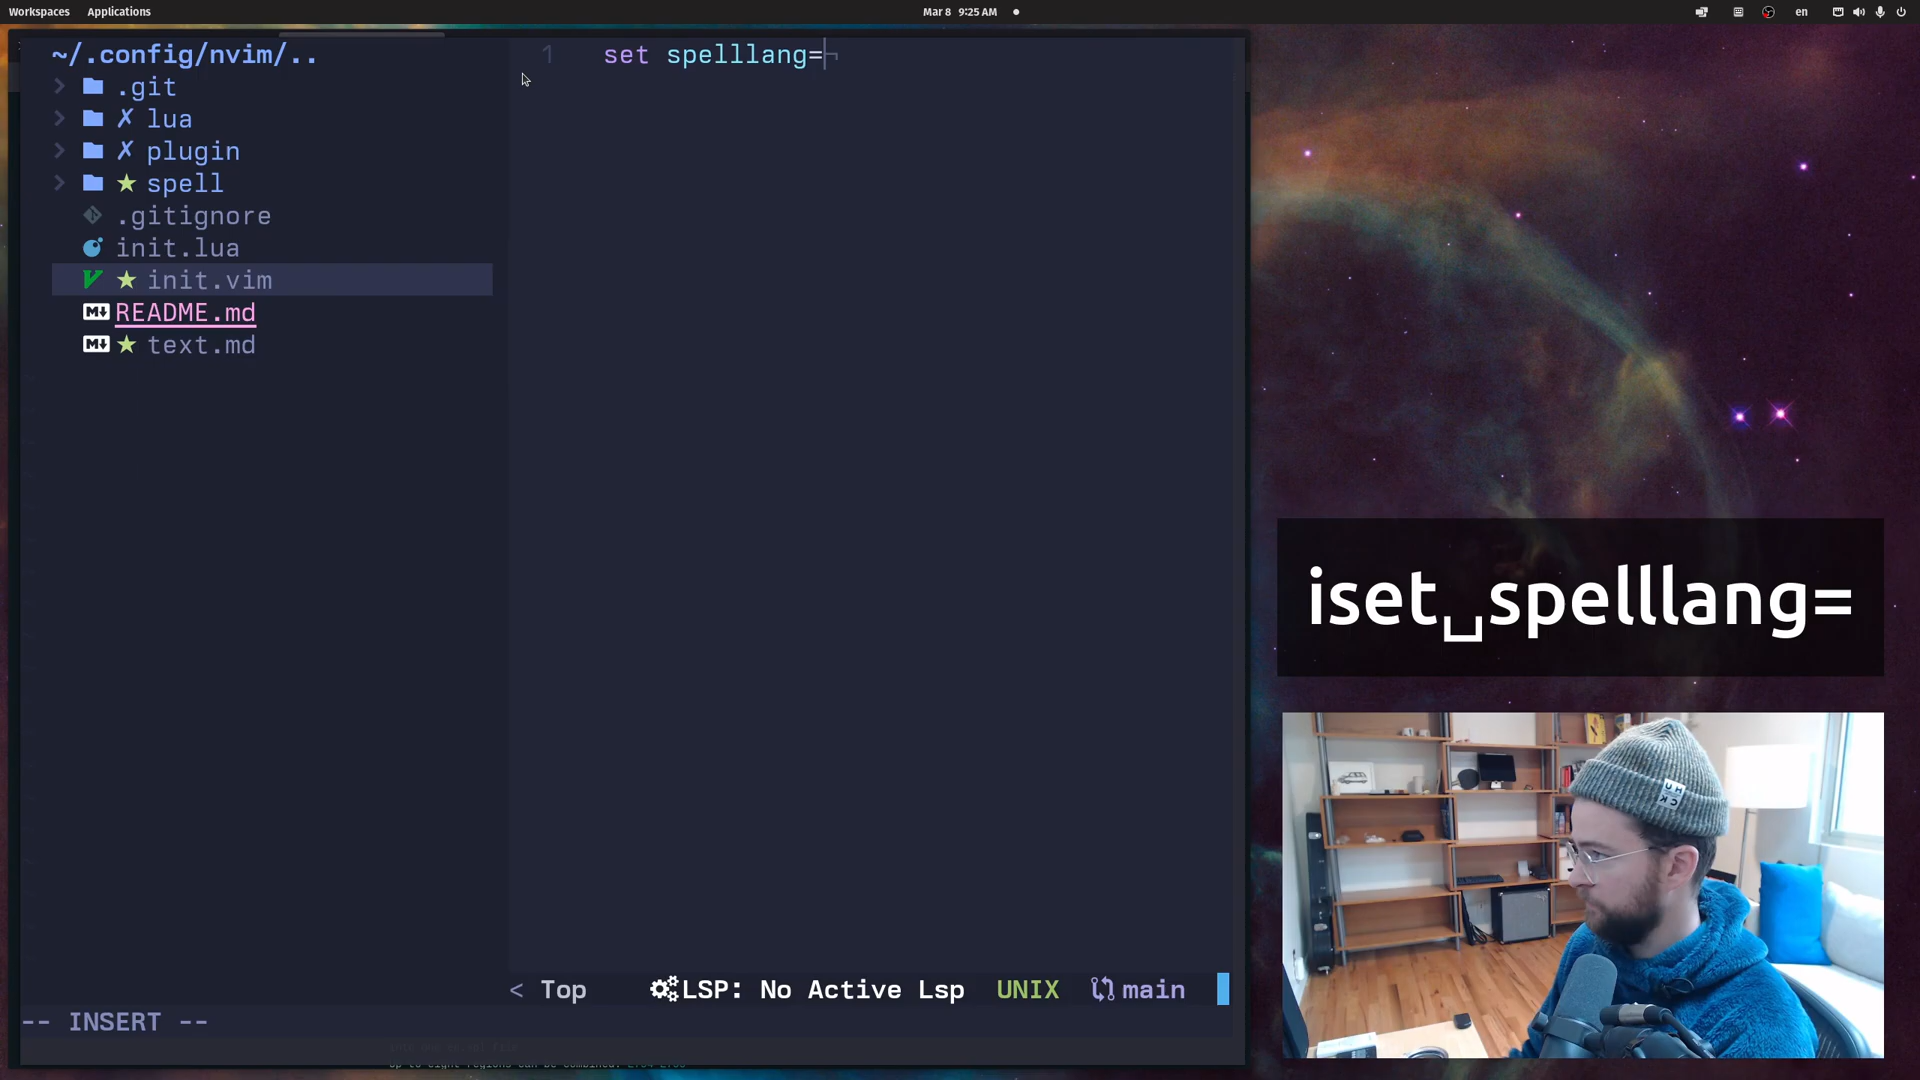 Workspaces Applications Mar 8 9:25 AM en
~/.config/nvim/..
.git
lua
plugin
spell
.gitignore
init.lua
init.vim
README.md
text.md
1 set spelllang=
iset␣spelllang=
< Top LSP: No Active Lsp UNIX main
-- INSERT --